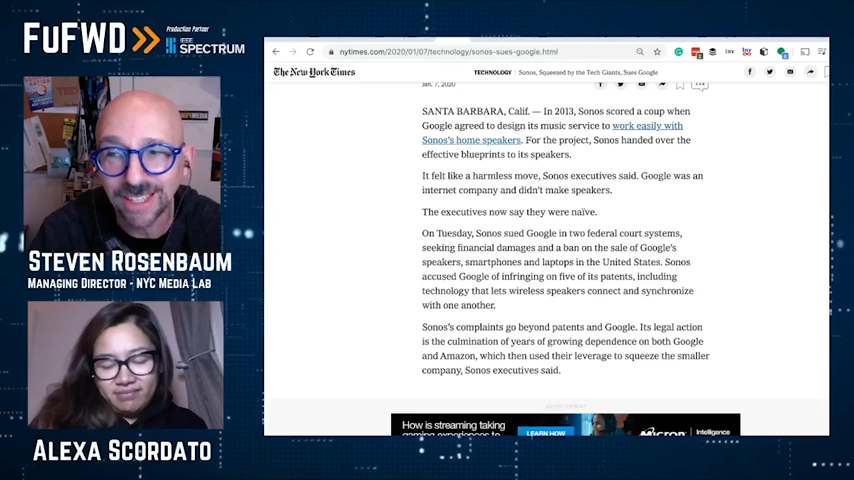 FuFWD
Production Partner
IEEE
SPECTRUM
nytimes.com/2020/01/07/technology/sonos-sues-google.html
The New York Times
TECHNOLOGY | Sonos, Squeezed by the Tech Giants, Sues Google
Jan. 7, 2020
SANTA BARBARA, Calif. — In 2013, Sonos scored a coup when
Google agreed to design its music service to work easily with
Sonos's home speakers. For the project, Sonos handed over the
effective blueprints to its speakers.
It felt like a harmless move, Sonos executives said. Google was an
internet company and didn't make speakers.
The executives now say they were naïve.
On Tuesday, Sonos sued Google in two federal court systems,
seeking financial damages and a ban on the sale of Google's
speakers, smartphones and laptops in the United States. Sonos
accused Google of infringing on five of its patents, including
technology that lets wireless speakers connect and synchronize
with one another.
Sonos's complaints go beyond patents and Google. Its legal action
is the culmination of years of growing dependence on both Google
and Amazon, which then used their leverage to squeeze the smaller
company, Sonos executives said.
ADVERTISEMENT
How is streaming taking
gaming experiences to
LEARN HOW
Intelligence
Steven Rosenbaum
Managing Director - NYC Media Lab
Alexa Scordato